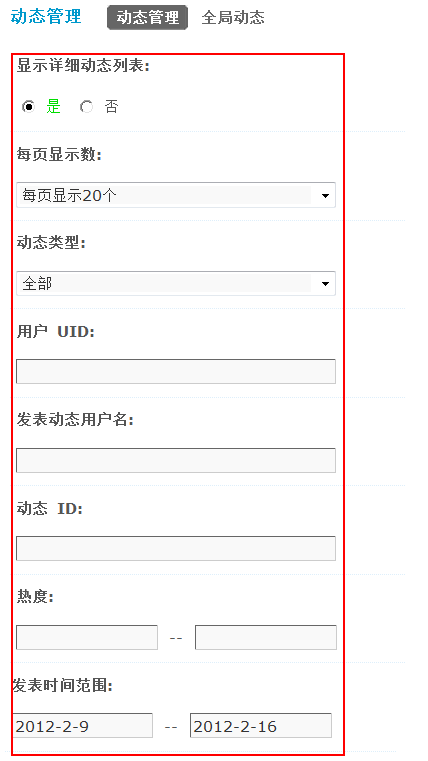 动态管理 动态管理 全局动态
显示详细动态列表:
是 否
每页显示数:
每页显示20个
动态类型:
全部
用户 UID:
发表动态用户名:
动态 ID:
热度:
--
发表时间范围:
2012-2-9 -- 2012-2-16